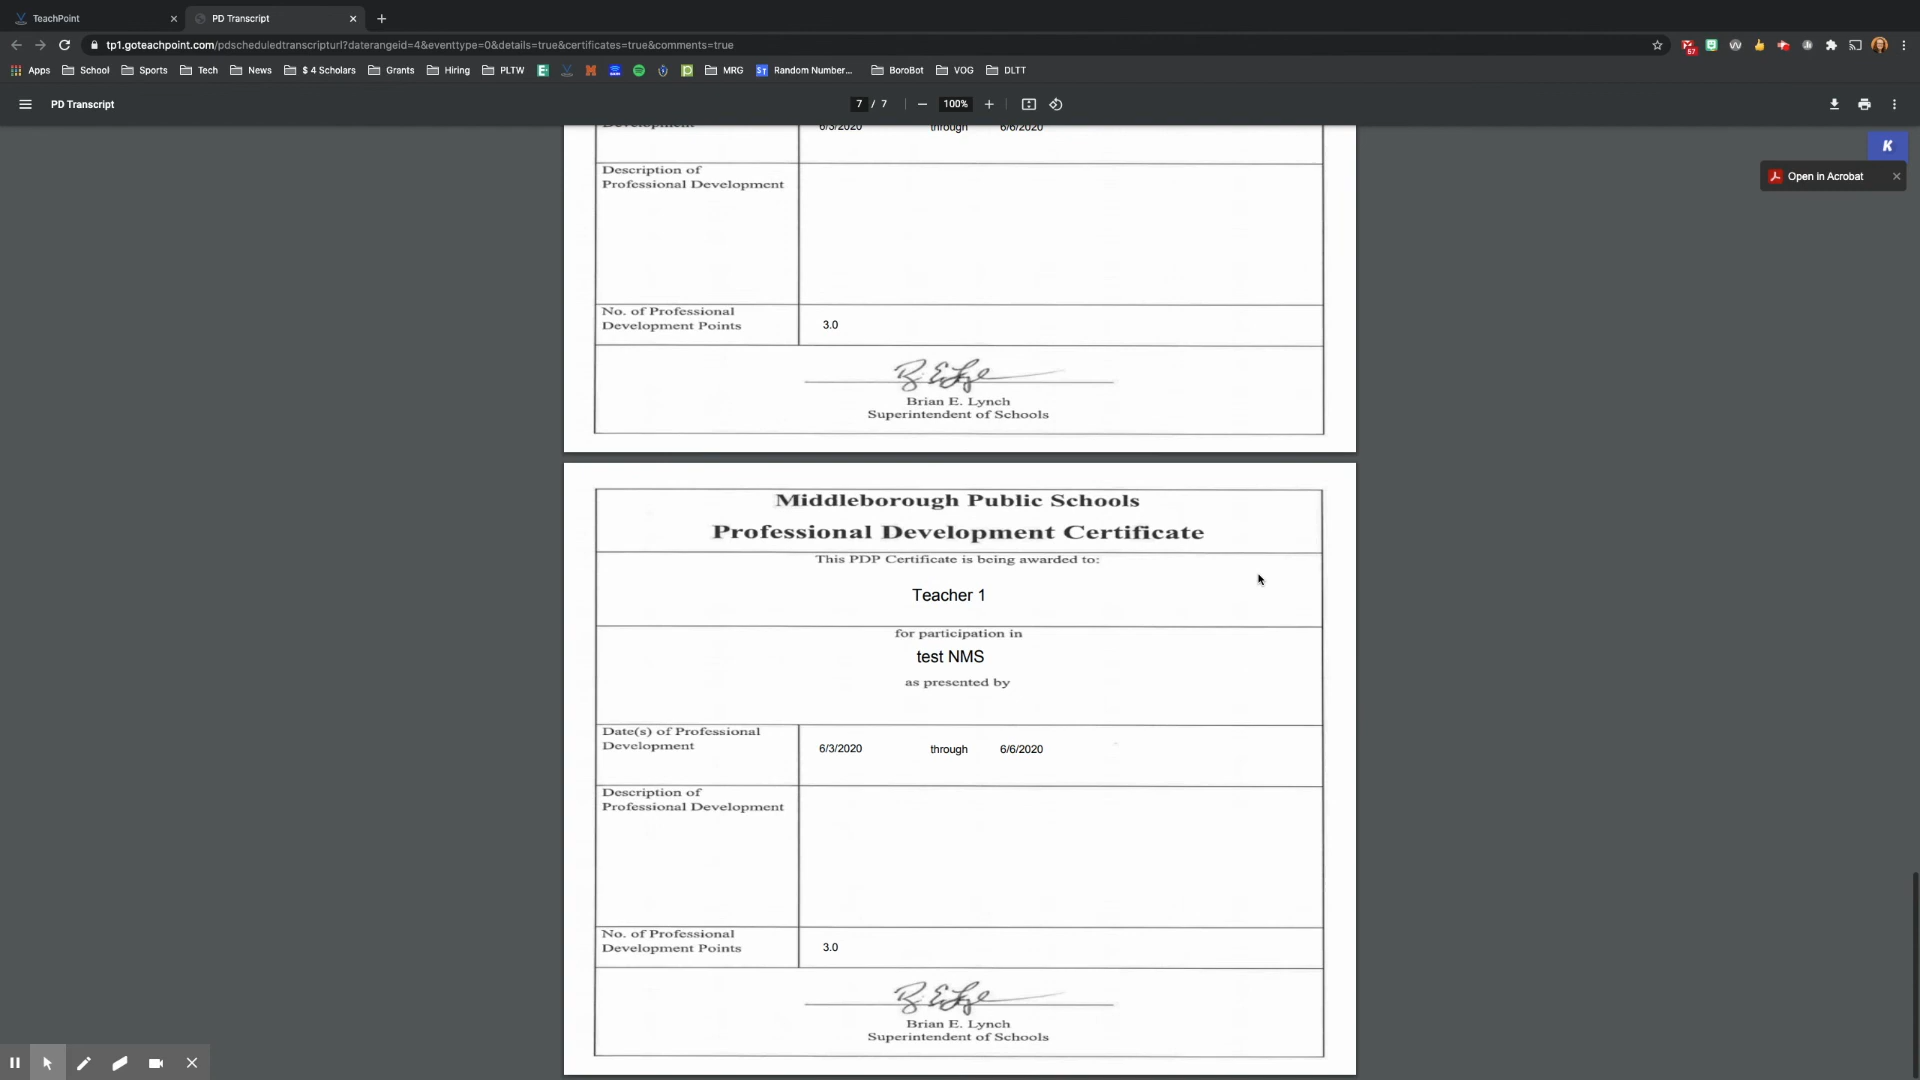 TeachPoint
PD Transcript
tp1.goteachpoint.com/pdscheduledtranscripturl?daterangeid=4&eventtype=0&details=true&certificates=true&comments=true
57
Apps School Sports Tech News $ 4 Scholars Grants Hiring PLTW MRG ST Random Number... BoroBot VOG DLTT
PD Transcript
7 / 7
100%
K
Open in Acrobat
Development
6/3/2020 through 6/6/2020
Description of
Professional Development
No. of Professional
Development Points
3.0
Brian E. Lynch
Superintendent of Schools
Middleborough Public Schools
Professional Development Certificate
This PDP Certificate is being awarded to:
Teacher 1
for participation in
test NMS
as presented by
Date(s) of Professional
Development
6/3/2020 through 6/6/2020
Description of
Professional Development
No. of Professional
Development Points
3.0
Brian E. Lynch
Superintendent of Schools